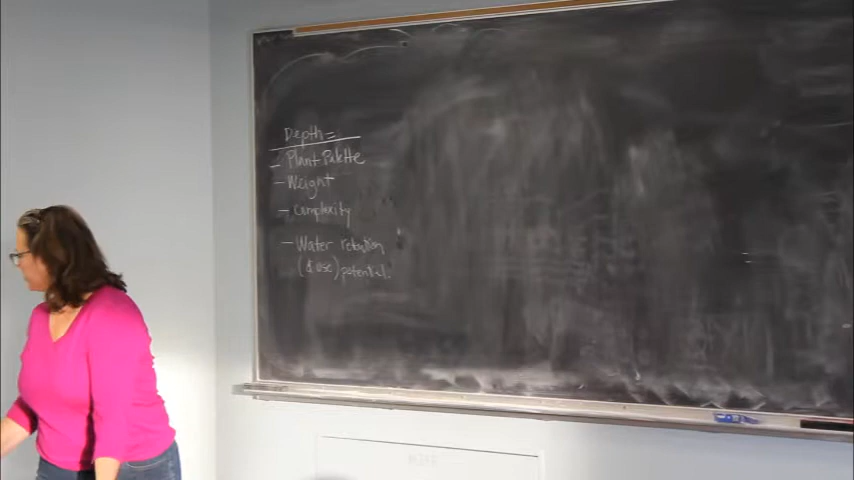 Depth =
- Plant Palette
- Weight
- complexity
- Water retention
(& use) potential